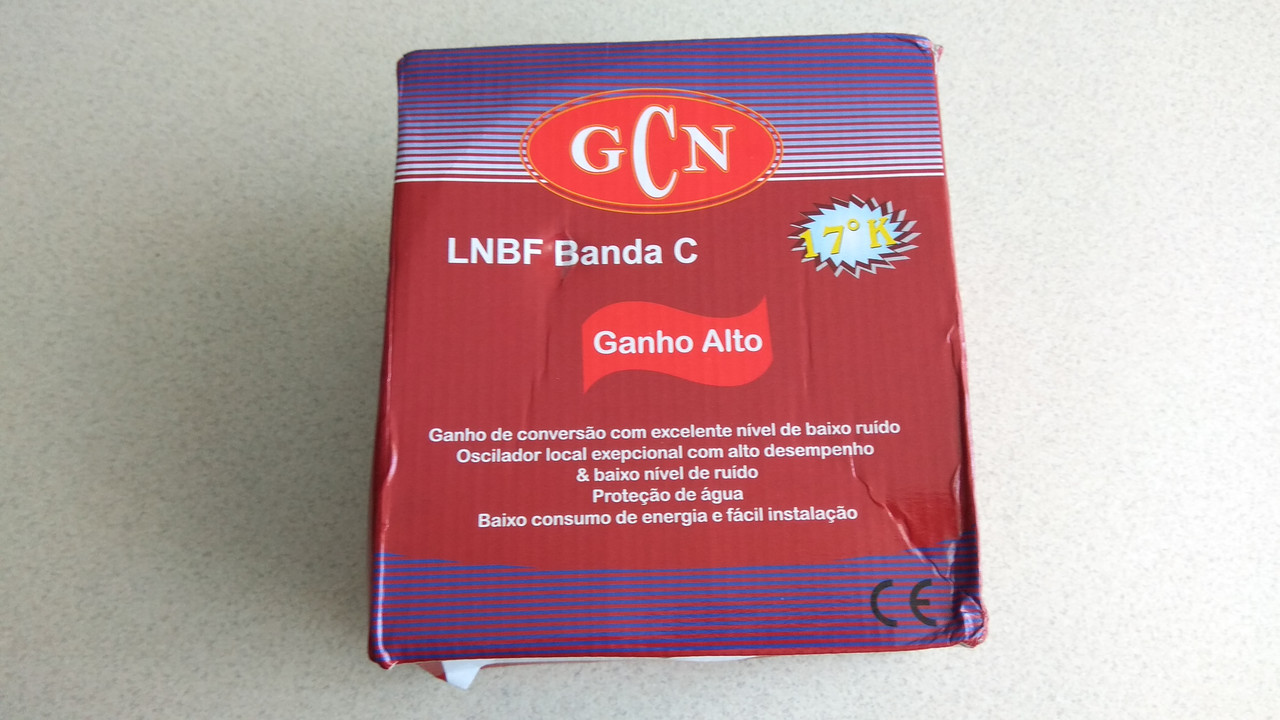 GCN
LNBF Banda C
17°K
Ganho Alto
Ganho de conversão com excelente nível de baixo ruído
Oscilador local exepcional com alto desempenho
& baixo nível de ruído
Proteção de água
Baixo consumo de energia e fácil instalação
CE